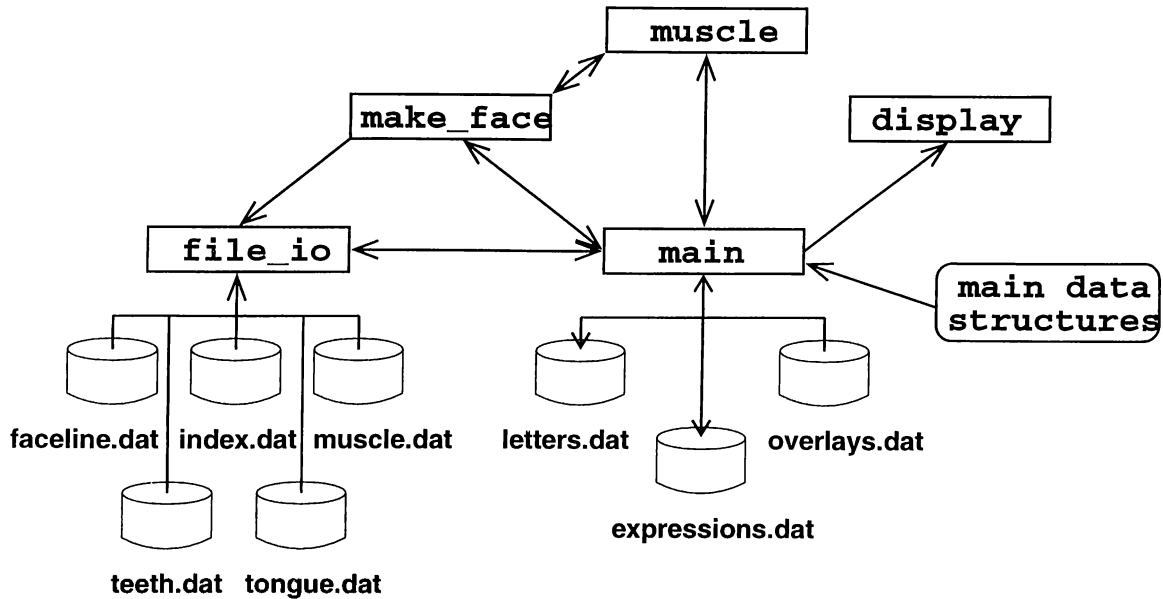 muscle
make_face
display
file_io
main
main data
structures
faceline.dat
index.dat
muscle.dat
letters.dat
overlays.dat
expressions.dat
teeth.dat
tongue.dat